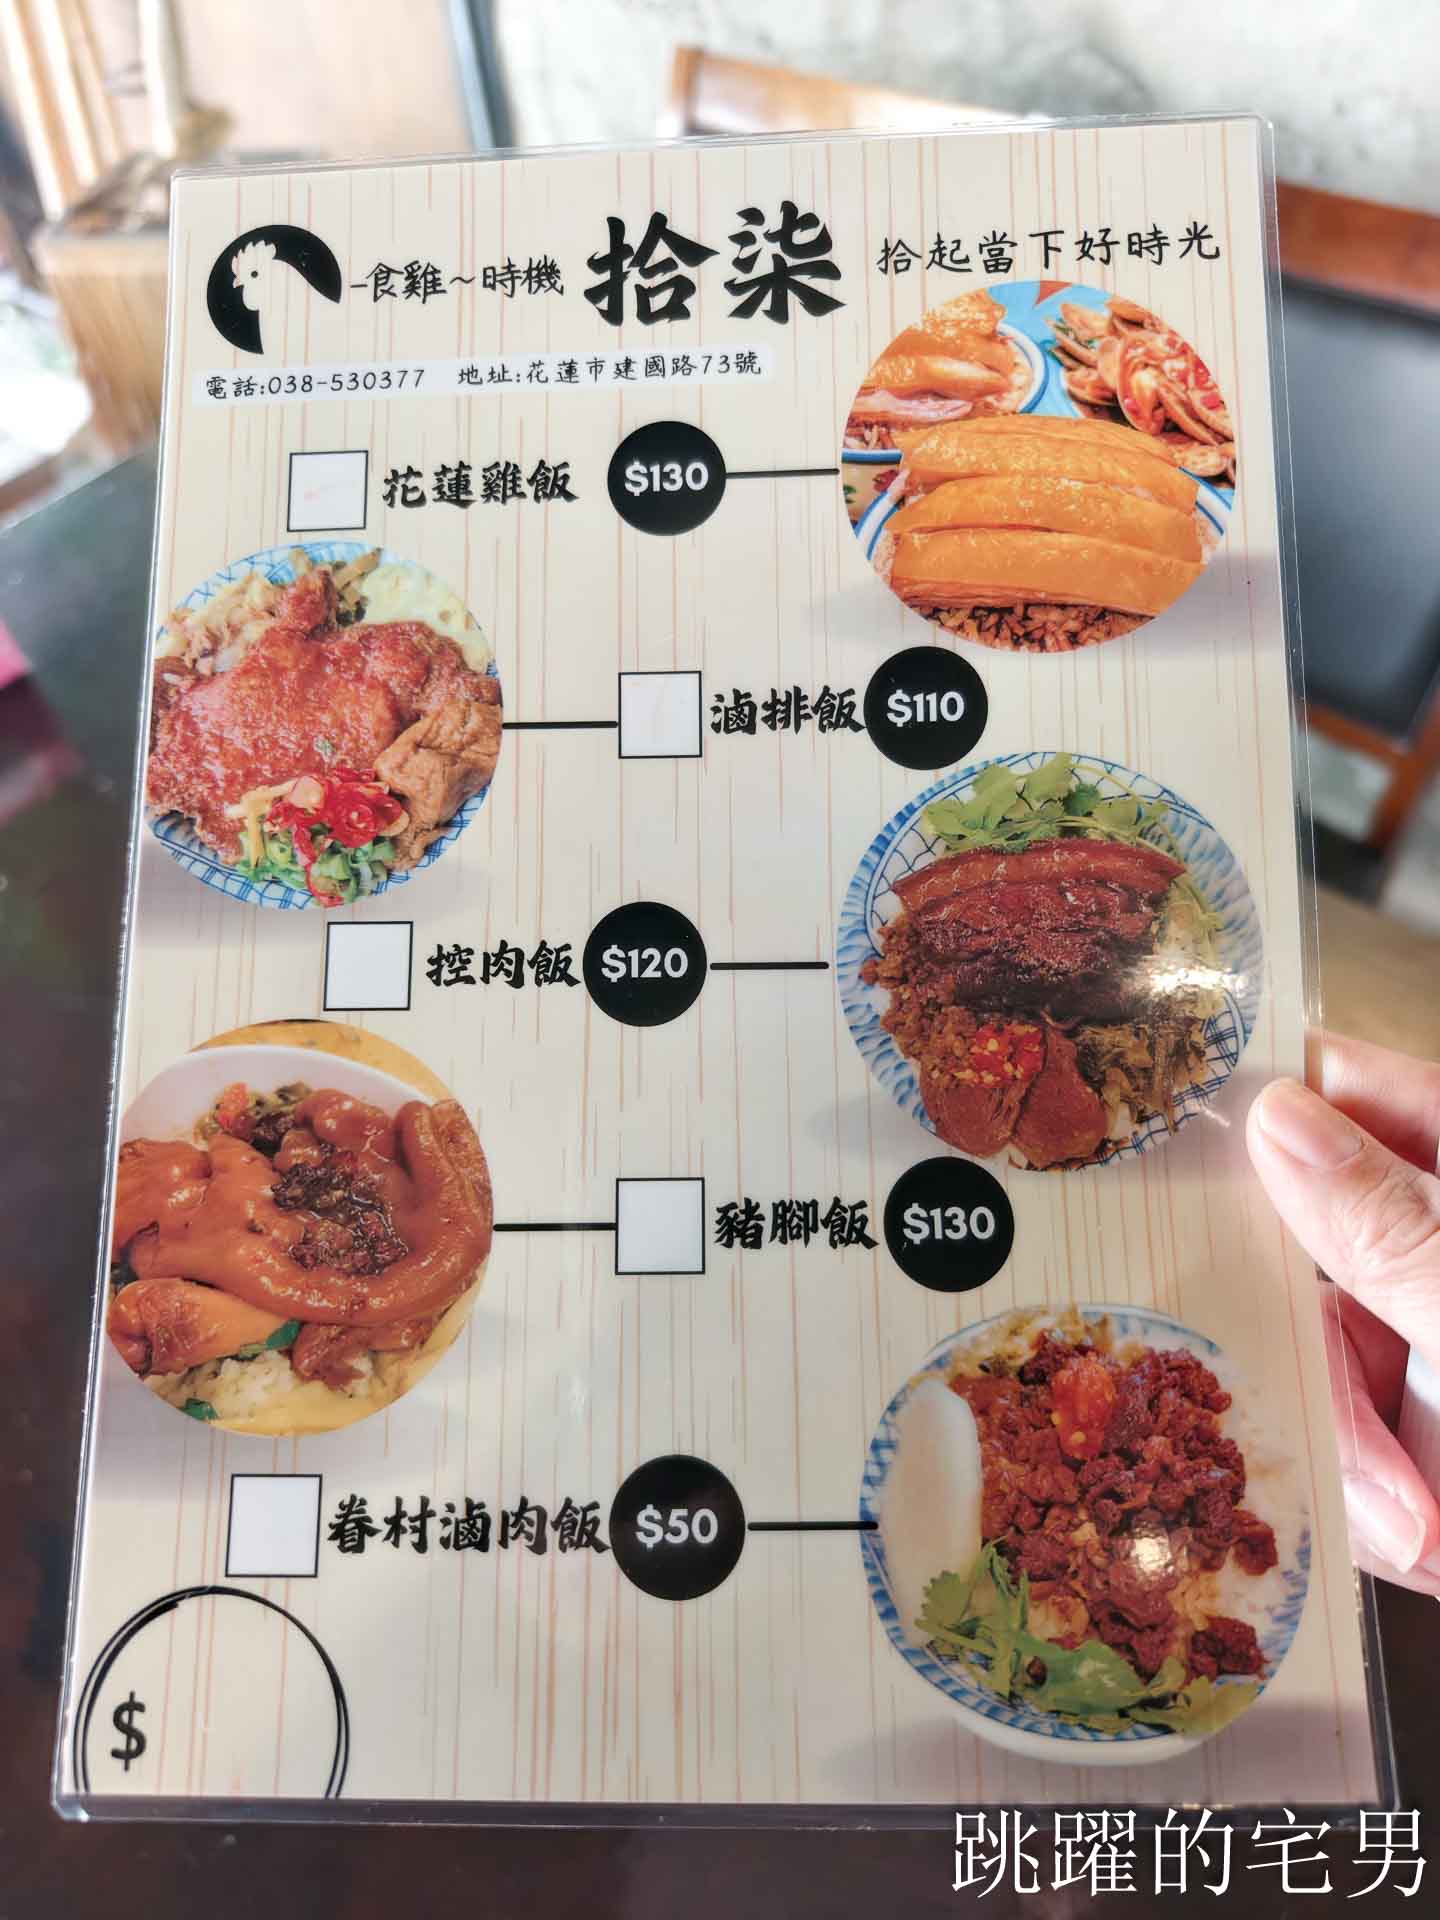 一食雞~時機
拾柒
拾起當下好時光
電話:038-530377 地址:花蓮市建國路73號
花蓮雞飯 $130
滷排飯 $110
控肉飯 $120
豬腳飯 $130
眷村滷肉飯 $50
$
跳躍的宅男